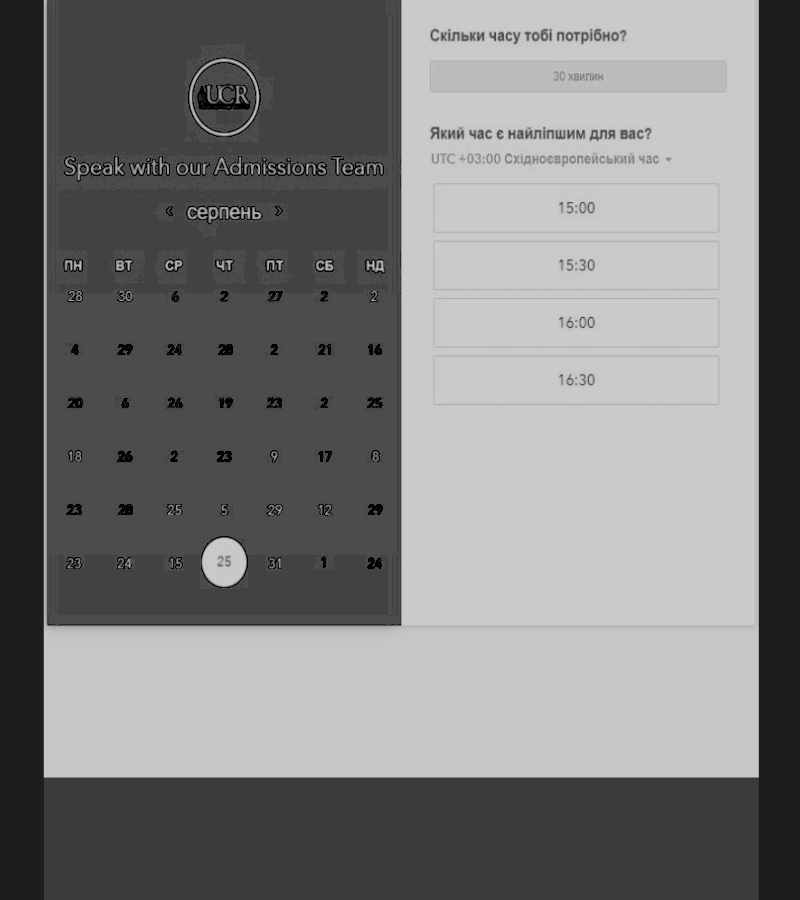 UCR
Speak with our Admissions Team
‹ серпень ›
ПН ВТ СР ЧТ ПТ СБ НД
28 30 6 2 27 2 2
4 29 24 28 2 21 16
20 6 26 19 23 2 25
18 26 2 23 9 17 8
23 28 25 5 29 12 29
23 24 15 25 31 1 24
Скільки часу тобі потрібно?
30 хвилин
Який час є найліпшим для вас?
UTC +03:00 Східноєвропейський час
15:00
15:30
16:00
16:30